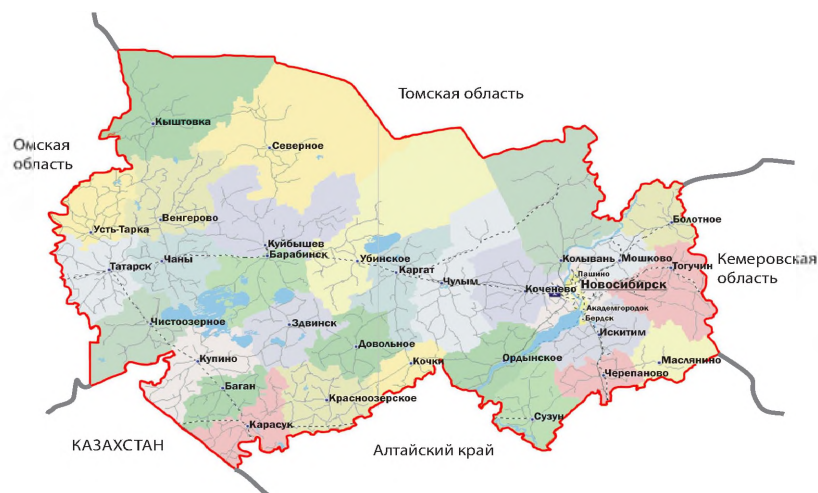 Томская область
Кыштовка
Северное
Омская
область
Венгерово
Усть-Тарка
Болотное
Куйбышев
Барабинск
Убинское
Чаны
Татарск
Каргат
Чулым
Колывань
Мошково
Тогучин
Кемеровская
область
Пашино
Коченево
Новосибирск
Академгородок
Бердск
Чистоозерное
Здвинск
Искитим
Довольное
Купино
Кочки
Ордынское
Маслянино
Черепаново
Баган
Красноозерское
Карасук
Сузун
КАЗАХСТАН
Алтайский край